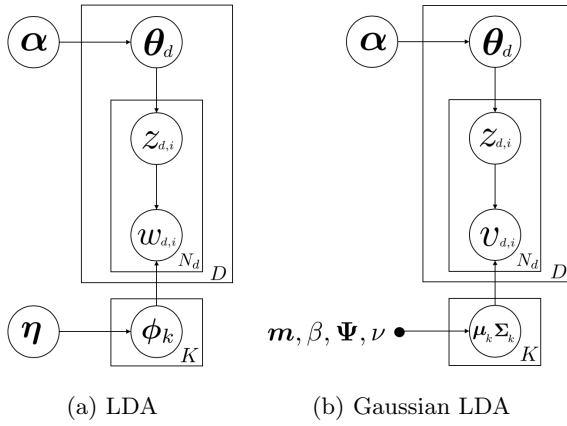 α θ_d α θ_d
z_{d,i} z_{d,i}
w_{d,i} v_{d,i}
N_d D N_d D
η ϕ_k m, β, Ψ, ν μ_k Σ_k
K K
(a) LDA (b) Gaussian LDA